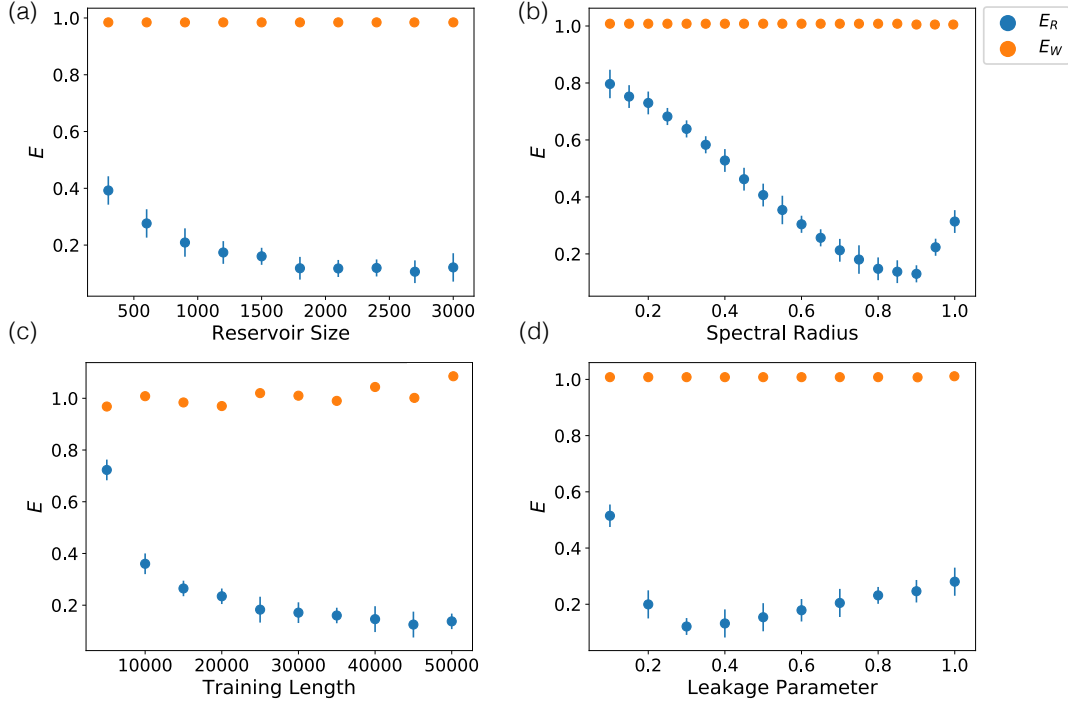 (a)
1.0
0.8
0.6
0.4
0.2
E
500 1000 1500 2000 2500 3000
Reservoir Size
(b)
1.0
0.8
0.6
0.4
0.2
E
0.2 0.4 0.6 0.8 1.0
Spectral Radius
E_R
E_W
(c)
1.0
0.8
0.6
0.4
0.2
E
10000 20000 30000 40000 50000
Training Length
(d)
1.0
0.8
0.6
0.4
0.2
E
0.2 0.4 0.6 0.8 1.0
Leakage Parameter